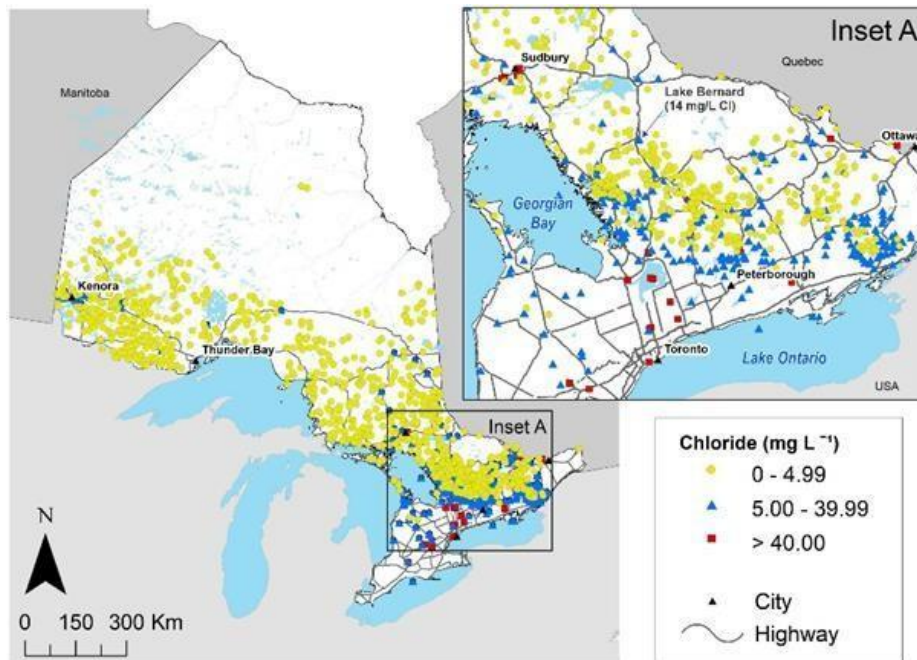 Manitoba
Kenora
Thunder Bay
Inset A
N
0 150 300 Km
Inset A
Sudbury
Quebec
Lake Bernard
(14 mg/L Cl)
Ottawa
Georgian
Bay
Peterborough
Toronto
Lake Ontario
USA
Chloride (mg L⁻¹)
0 - 4.99
5.00 - 39.99
> 40.00
City
Highway